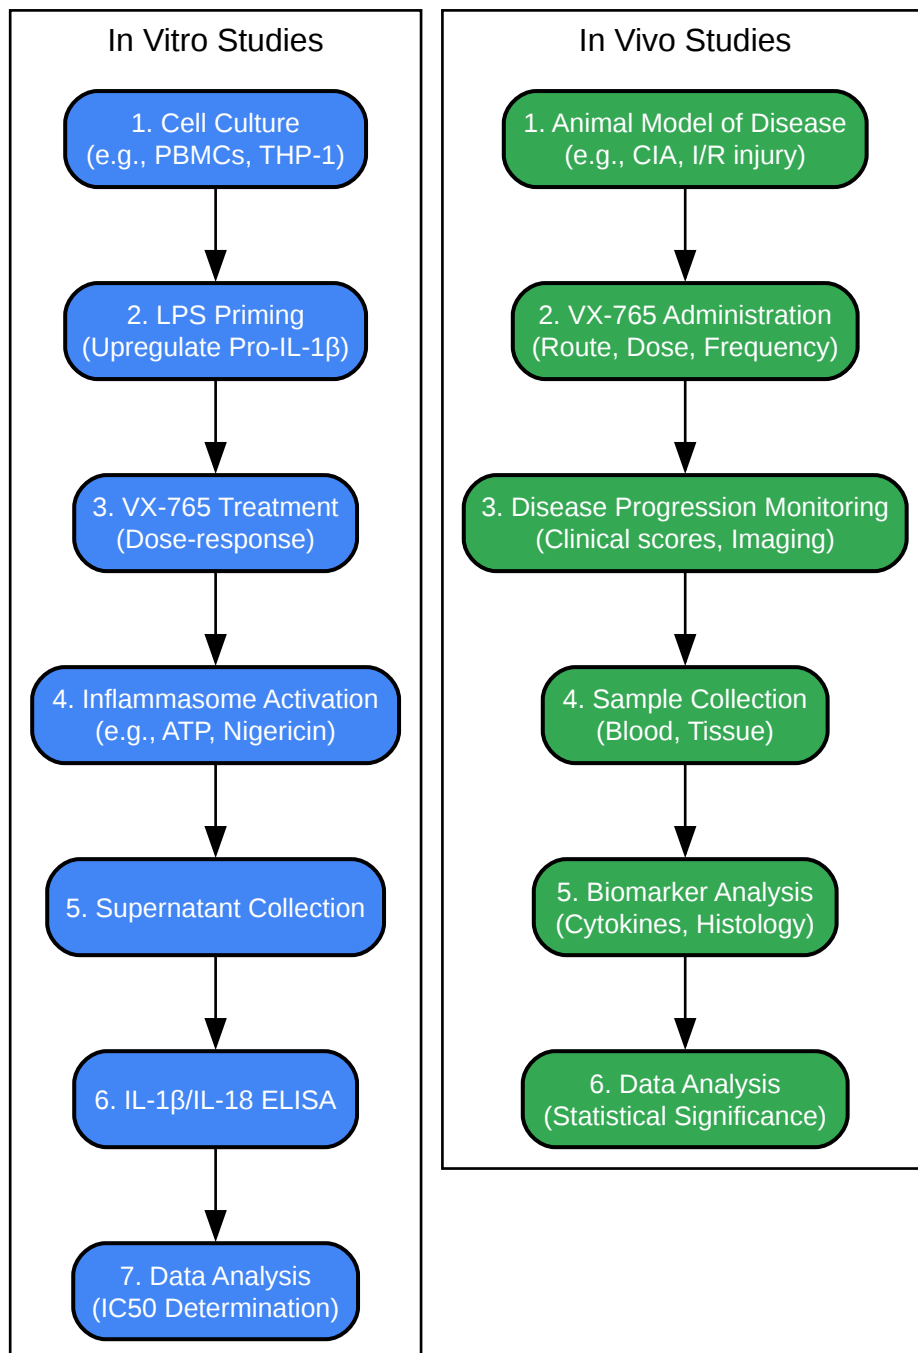 In Vitro Studies
1. Cell Culture
(e.g., PBMCs, THP-1)
2. LPS Priming
(Upregulate Pro-IL-1β)
3. VX-765 Treatment
(Dose-response)
4. Inflammasome Activation
(e.g., ATP, Nigericin)
5. Supernatant Collection
6. IL-1β/IL-18 ELISA
7. Data Analysis
(IC50 Determination)
In Vivo Studies
1. Animal Model of Disease
(e.g., CIA, I/R injury)
2. VX-765 Administration
(Route, Dose, Frequency)
3. Disease Progression Monitoring
(Clinical scores, Imaging)
4. Sample Collection
(Blood, Tissue)
5. Biomarker Analysis
(Cytokines, Histology)
6. Data Analysis
(Statistical Significance)